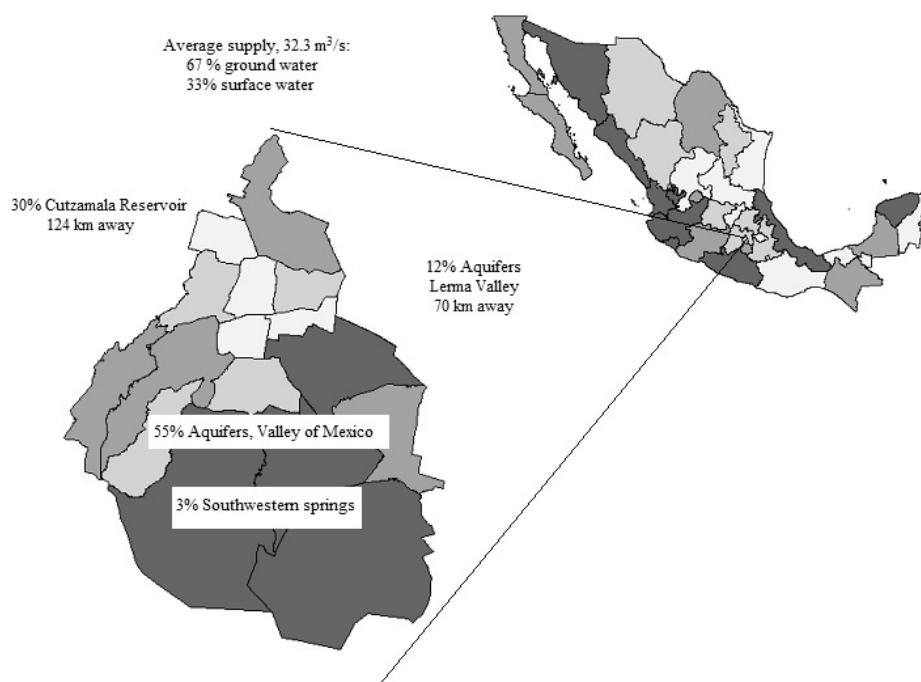 Average supply, 32.3 m³/s:
67 % ground water
33% surface water
30% Cutzamala Reservoir
124 km away
12% Aquifers
Lerma Valley
70 km away
55% Aquifers, Valley of Mexico
3% Southwestern springs